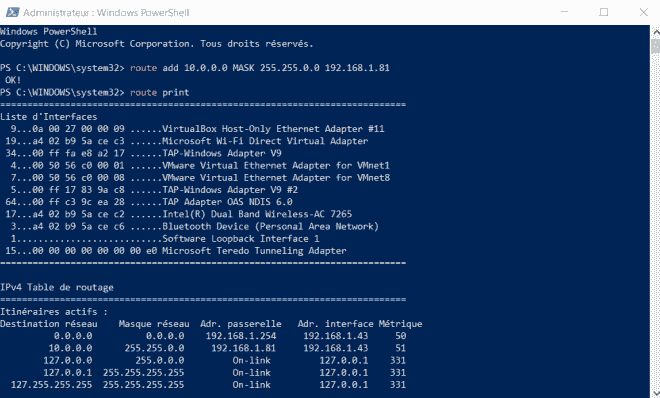 Administrateur : Windows PowerShell
Windows PowerShell
Copyright (C) Microsoft Corporation. Tous droits réservés.
PS C:\WINDOWS\system32> route add 10.0.0.0 MASK 255.255.0.0 192.168.1.81
OK!
PS C:\WINDOWS\system32> route print
===========================================================================
Liste d'Interfaces
9...0a 00 27 00 00 09 ......VirtualBox Host-Only Ethernet Adapter #11
19...a4 02 b9 5a ce c3 ......Microsoft Wi-Fi Direct Virtual Adapter
34...00 ff fa e8 a2 17 ......TAP-Windows Adapter V9
4...00 50 56 c0 00 01 ......VMware Virtual Ethernet Adapter for VMnet1
7...00 50 56 c0 00 08 ......VMware Virtual Ethernet Adapter for VMnet8
5...00 ff 17 83 9a c8 ......TAP-Windows Adapter V9 #2
64...00 ff c3 9c ea 28 ......TAP Adapter OAS NDIS 6.0
17...a4 02 b9 5a ce c2 ......Intel(R) Dual Band Wireless-AC 7265
3...a4 02 b9 5a ce c6 ......Bluetooth Device (Personal Area Network)
1...........................Software Loopback Interface 1
15...00 00 00 00 00 00 00 e0 Microsoft Teredo Tunneling Adapter
===========================================================================
IPv4 Table de routage
===========================================================================
Itinéraires actifs :
Destination réseau Masque réseau Adr. passerelle Adr. interface Métrique
0.0.0.0 0.0.0.0 192.168.1.254 192.168.1.43 50
10.0.0.0 255.255.0.0 192.168.1.81 192.168.1.43 51
127.0.0.0 255.0.0.0 On-link 127.0.0.1 331
127.0.0.1 255.255.255.255 On-link 127.0.0.1 331
127.255.255.255 255.255.255.255 On-link 127.0.0.1 331